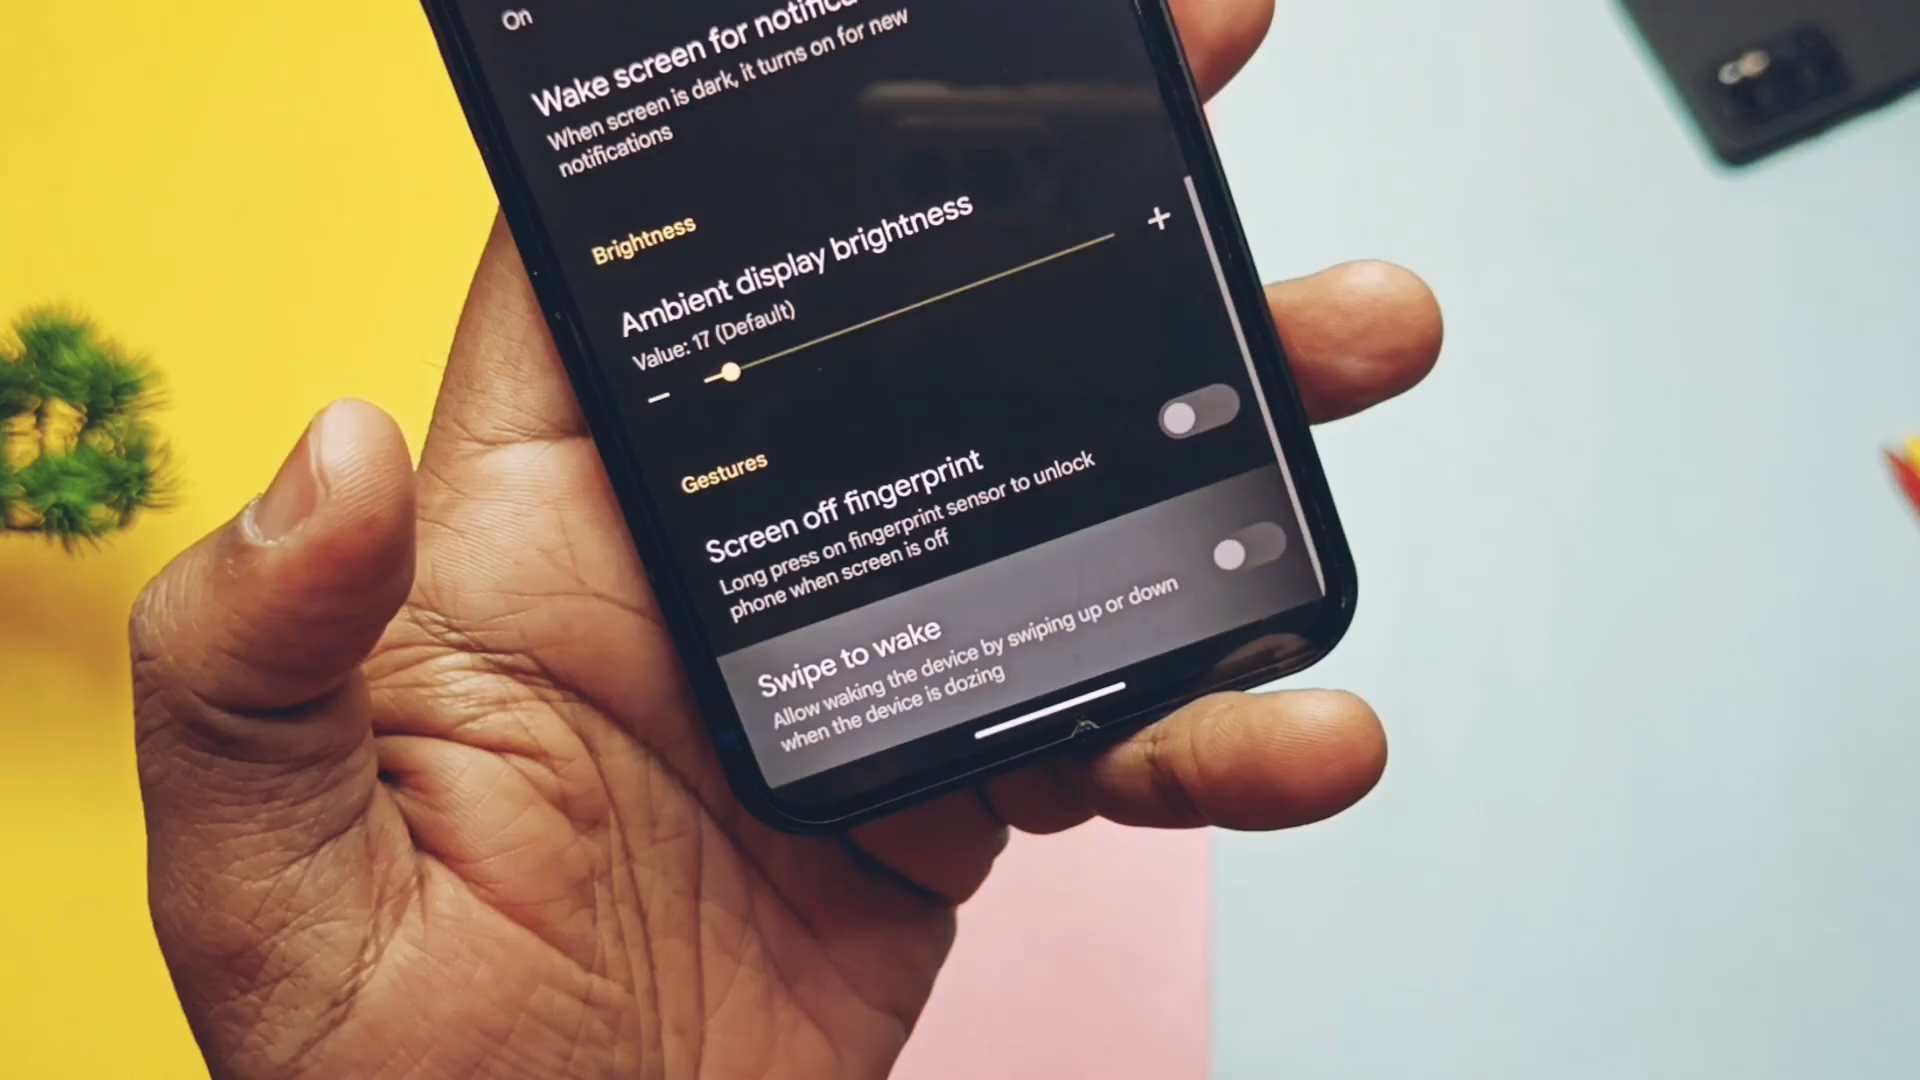 On
Wake screen for notifica
When screen is dark, it turns on for new
notifications
Brightness
Ambient display brightness
Value: 17 (Default)
Gestures
Screen off fingerprint
Long press on fingerprint sensor to unlock
phone when screen is off
Swipe to wake
Allow waking the device by swiping up or down
when the device is dozing